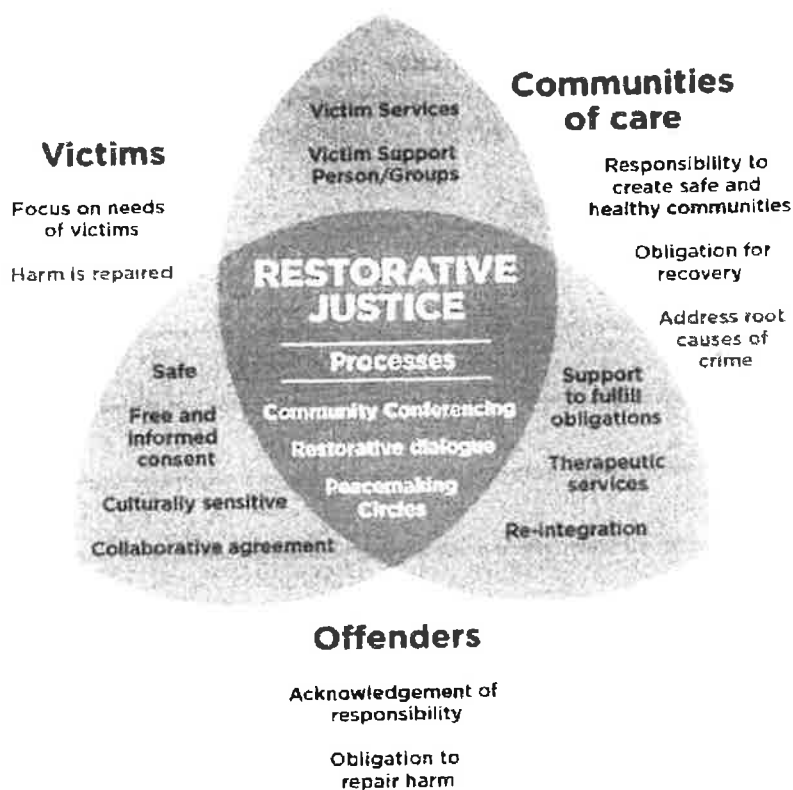 Victims
Focus on needs
of victims
Harm is repaired
Communities
of care
Responsibility to
create safe and
healthy communities
Obligation for
recovery
Address root
causes of
crime
Victim Services
Victim Support
Person/Groups
RESTORATIVE
JUSTICE
Processes
Community Conferencing
Restorative dialogue
Peacemaking
Circles
Safe
Free and
informed
consent
Culturally sensitive
Collaborative agreement
Support
to fulfill
obligations
Therapeutic
services
Re-integration
Offenders
Acknowledgement of
responsibility
Obligation to
repair harm